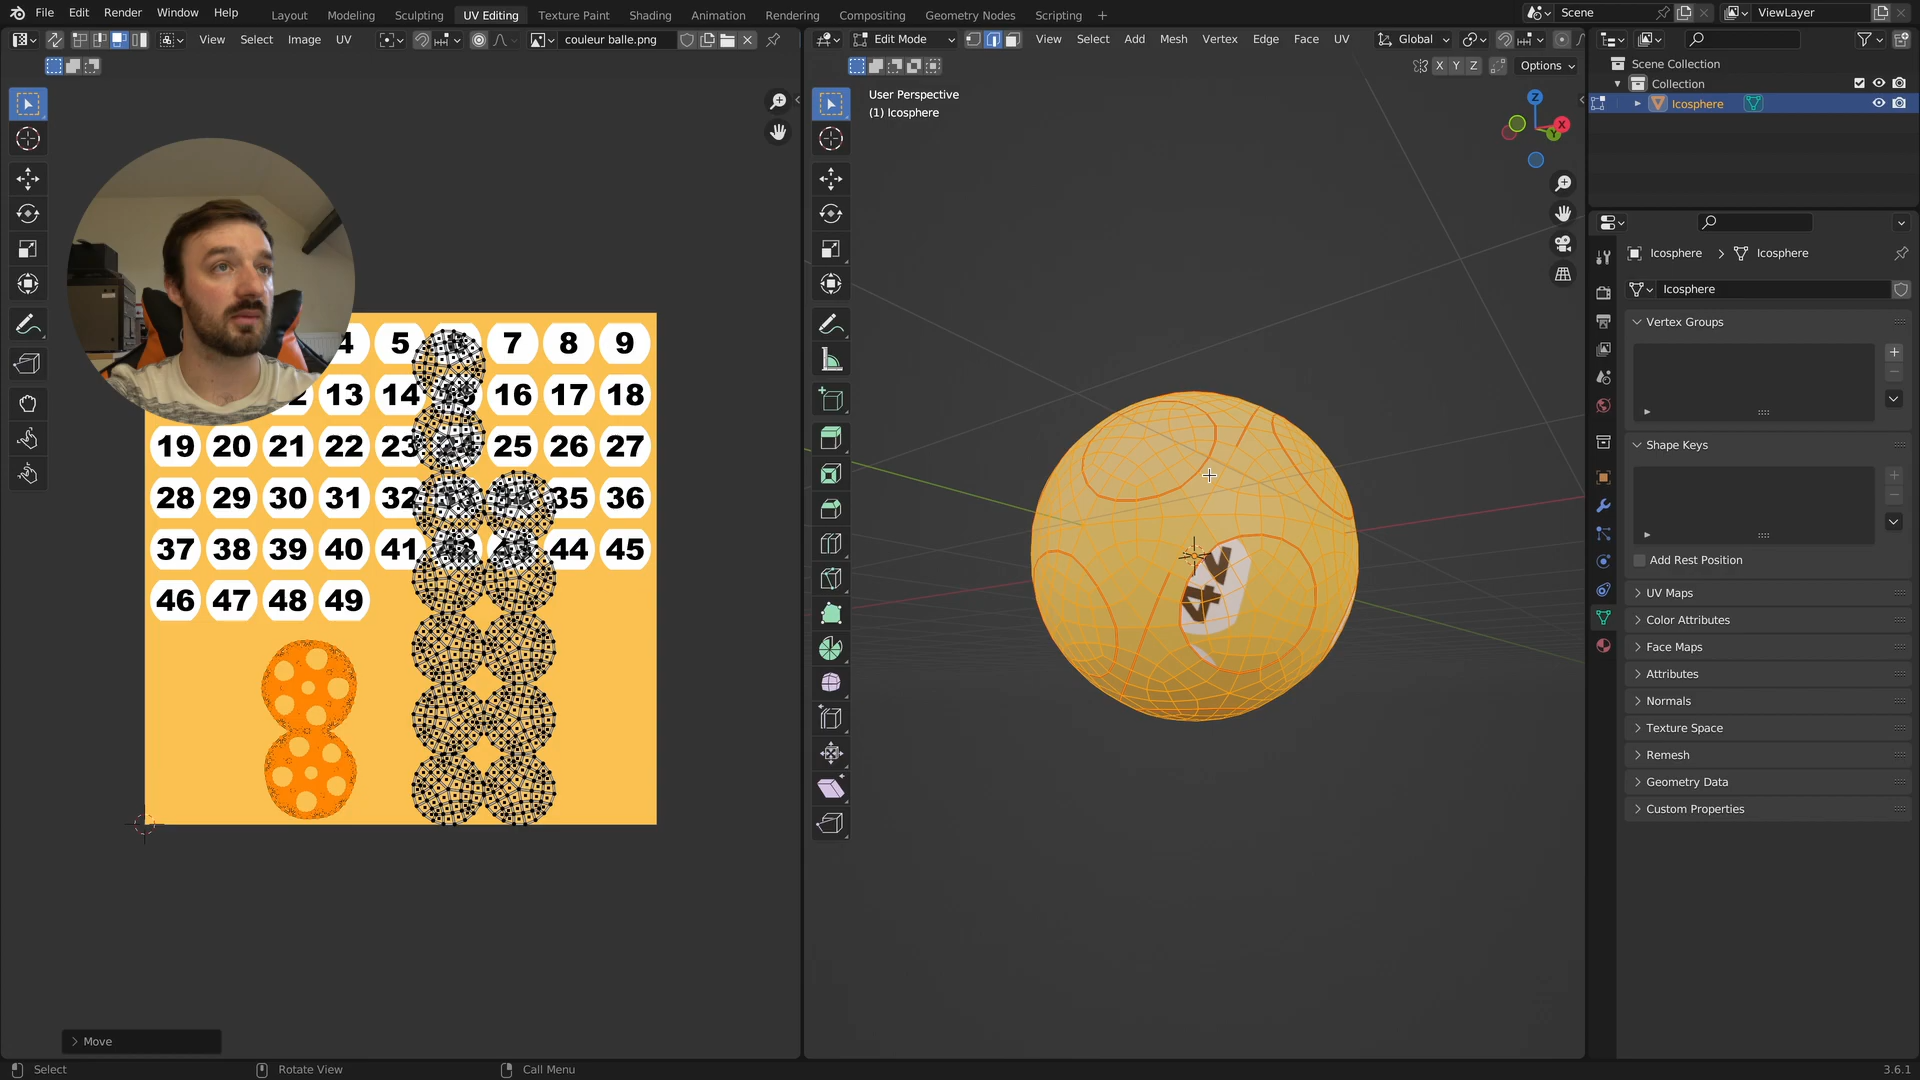 File Edit Render Window Help
Layout Modeling Sculpting UV Editing Texture Paint Shading Animation Rendering Compositing Geometry Nodes Scripting +
Scene
ViewLayer
View Select Image UV
couleur balle.png
Edit Mode
View Select Add Mesh Vertex Edge Face UV
Global
X Y Z
Options
User Perspective
(1) Icosphere
Z
X
Y
Scene Collection
Collection
Icosphere
Icosphere > Icosphere
Icosphere
Vertex Groups
Shape Keys
Add Rest Position
UV Maps
Color Attributes
Face Maps
Attributes
Normals
Texture Space
Remesh
Geometry Data
Custom Properties
4 5 7 8 9
13 14 16 17 18
19 20 21 22 23 25 26 27
28 29 30 31 32 35 36
37 38 39 40 41 44 45
46 47 48 49
> Move
Select
Rotate View
Call Menu
3.6.1